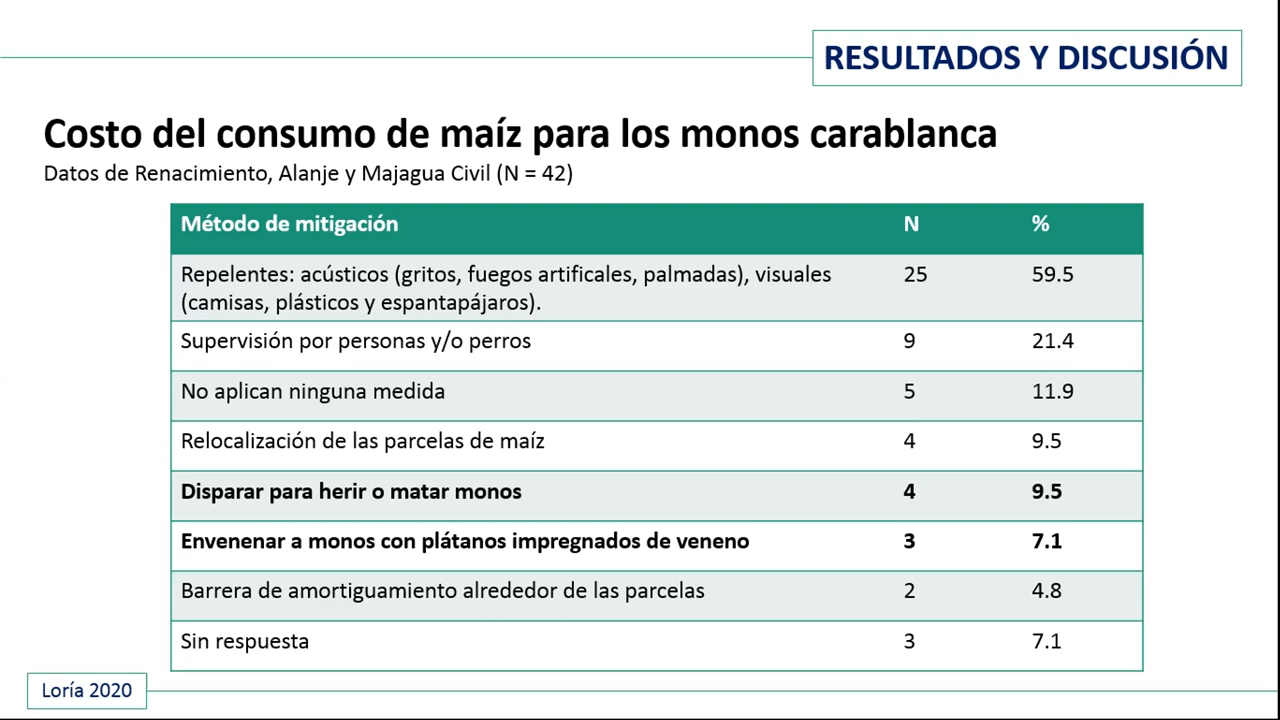 RESULTADOS Y DISCUSIÓN
Costo del consumo de maíz para los monos carablanca
Datos de Renacimiento, Alanje y Majagua Civil (N = 42)
Método de mitigación N %
Repelentes: acústicos (gritos, fuegos artificales, palmadas), visuales 25 59.5
(camisas, plásticos y espantapájaros).
Supervisión por personas y/o perros 9 21.4
No aplican ninguna medida 5 11.9
Relocalización de las parcelas de maíz 4 9.5
Disparar para herir o matar monos 4 9.5
Envenenar a monos con plátanos impregnados de veneno 3 7.1
Barrera de amortiguamiento alrededor de las parcelas 2 4.8
Sin respuesta 3 7.1
Loría 2020